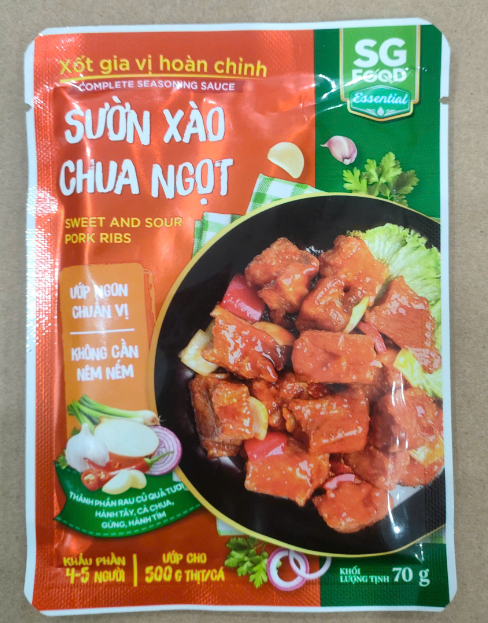 Xốt gia vị hoàn chỉnh
COMPLETE SEASONING SAUCE
SG
FOOD
Essential
SƯỜN XÀO
CHUA NGỌT
SWEET AND SOUR
PORK RIBS
ƯỚP NGON
CHUẨN VỊ
KHÔNG CẦN
NÊM NẾM
THÀNH PHẦN RAU CỦ QUẢ TƯƠI
HÀNH TÂY, CÀ CHUA,
GỪNG, HÀNH TÍM
KHẨU PHẦN
4-5 NGƯỜI
ƯỚP CHO
500 G THỊT/CÁ
KHỐI
LƯỢNG TỊNH 70 g